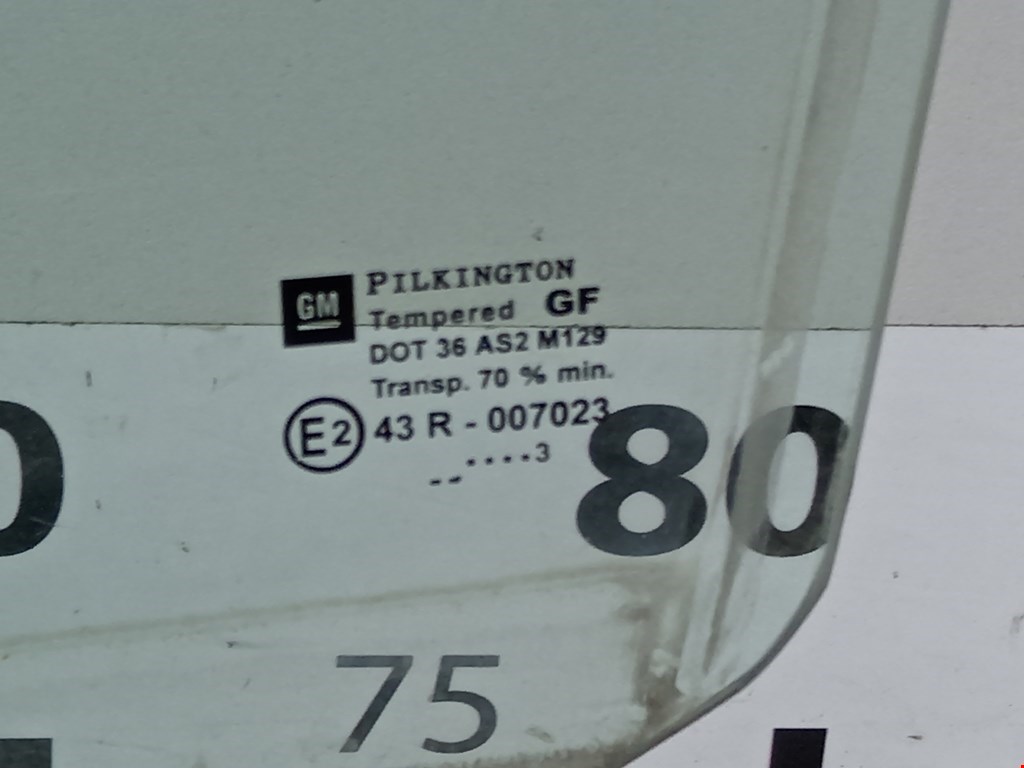 GM
PILKINGTON
Tempered GF
DOT 36 AS2 M129
Transp. 70 % min.
E2 43 R - 007023
-- ....3
80
75